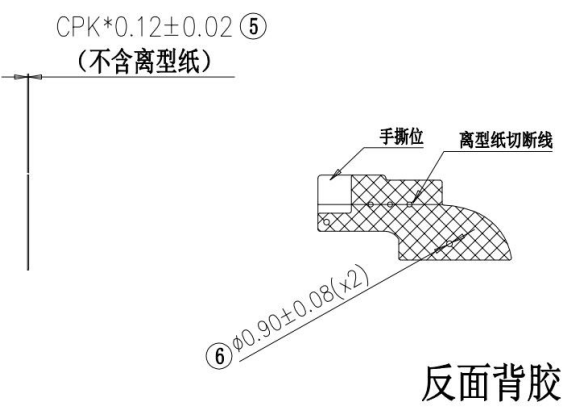 CPK*0.12±0.02 ⑤
(不含离型纸)
手撕位
离型纸切断线
⑥ ø0.90±0.08(x2)
反面背胶